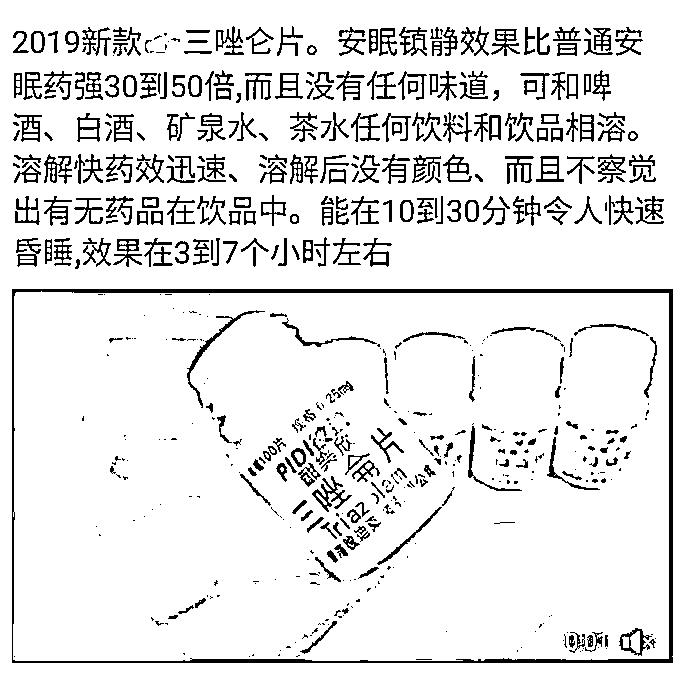 2019新款👉三唑仑片。安眠镇静效果比普通安
眠药强30到50倍,而且没有任何味道，可和啤
酒、白酒、矿泉水、茶水任何饮料和饮品相溶。
溶解快药效迅速、溶解后没有颜色、而且不察觉
出有无药品在饮品中。能在10到30分钟令人快速
昏睡,效果在3到7个小时左右
100片 规格0.25mg
三唑仑片